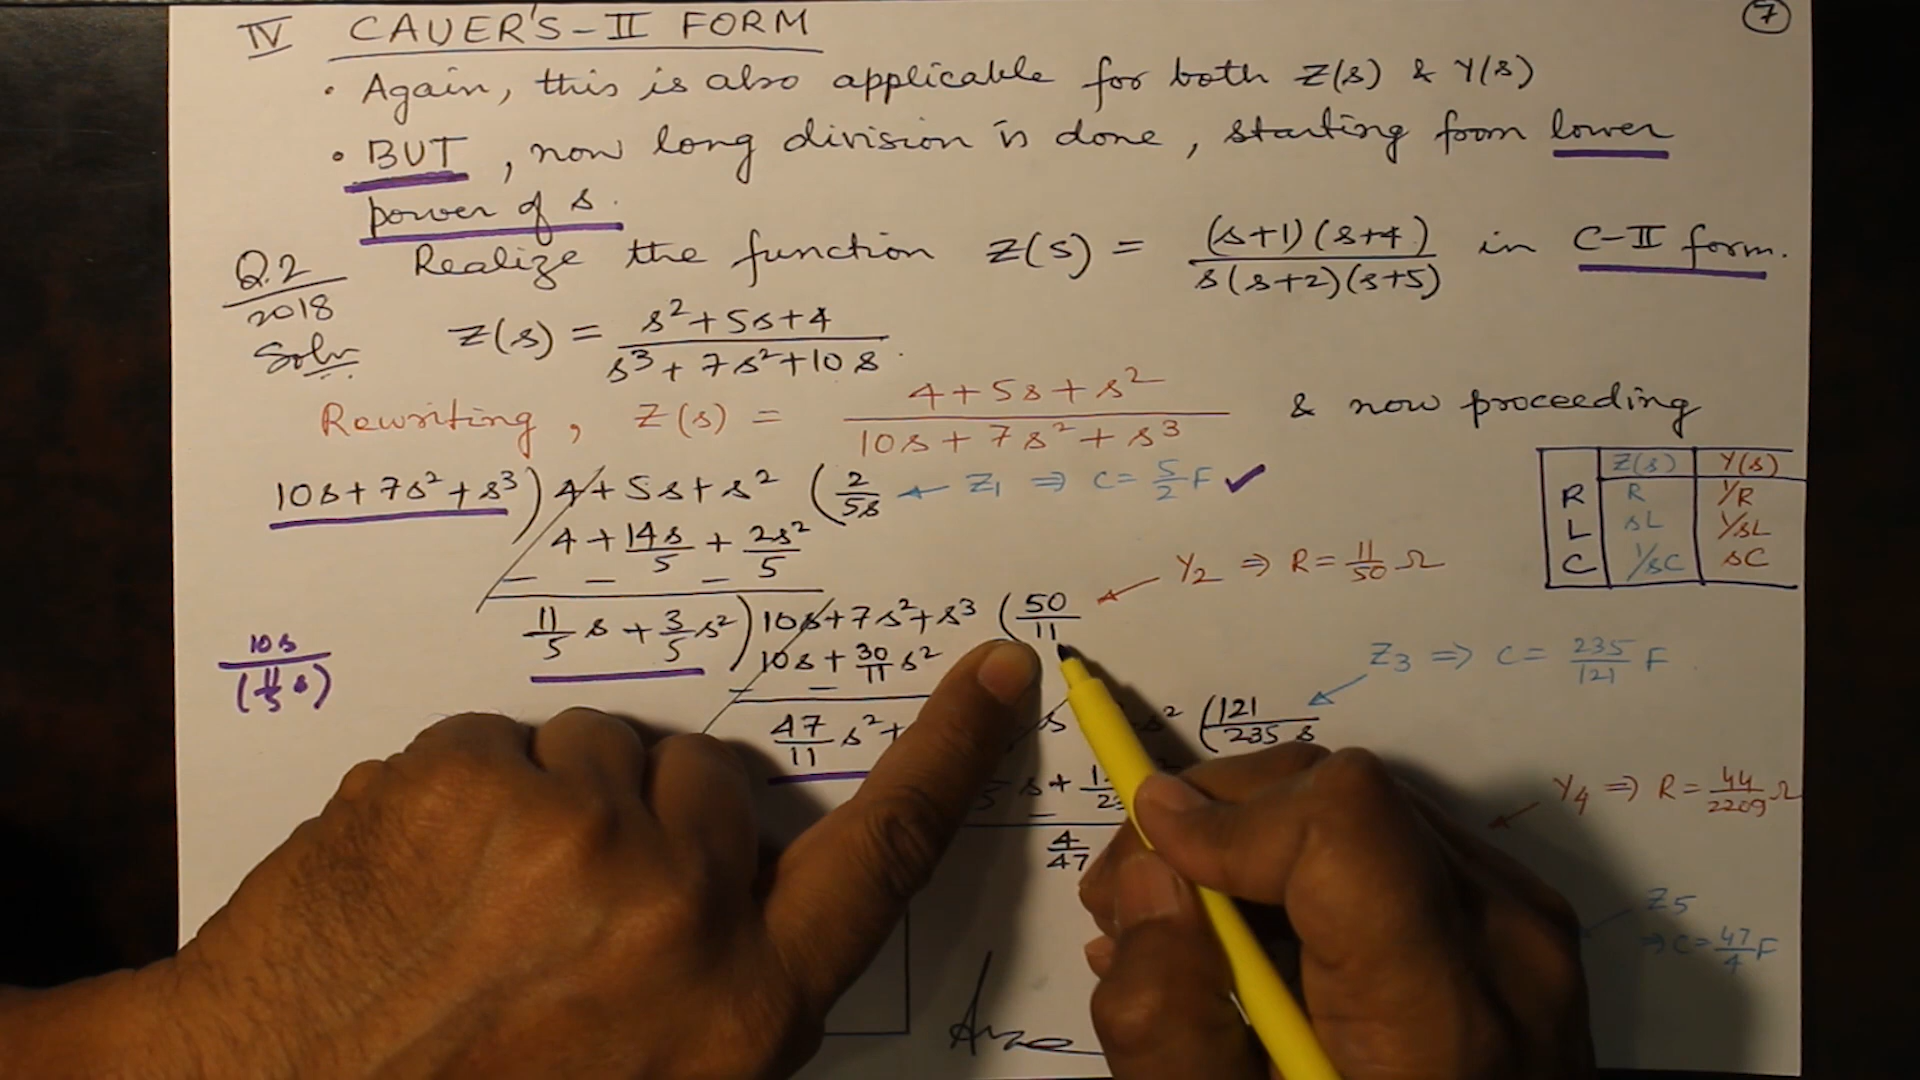 7
IV CAUER'S-II FORM
• Again, this is also applicable for both Z(s) & Y(s)
• BUT, now long division is done, starting from lower
power of s.
Q.2 Realize the function Z(s) = (s+1)(s+4) / s(s+2)(s+5) in C-II form.
2018
Soln Z(s) = s²+5s+4 / s³+7s²+10s
Rewriting, Z(s) = 4+5s+s² / 10s+7s²+s³ & now proceeding
Z(s) Y(s)
R R 1/R
L sL 1/sL
C 1/sC sC
10s+7s²+s³ ) 4+5s+s² ( 2/5s ← Z1 ⇒ C = 5/2 F ✓
4 + 14s/5 + 2s²/5
− − −
Y2 ⇒ R = 11/50 Ω
11/5 s + 3/5 s² ) 10s+7s²+s³ ( 50/11
10s + 30/11 s²
− −
10s / (11/5 s)
Z3 ⇒ C = 235/121 F
47/11 s² + s s² ( 121/235 s
s +
−
Y4 ⇒ R = 44/2209 Ω
4/47
Z5
⇒ C = 47/4 F